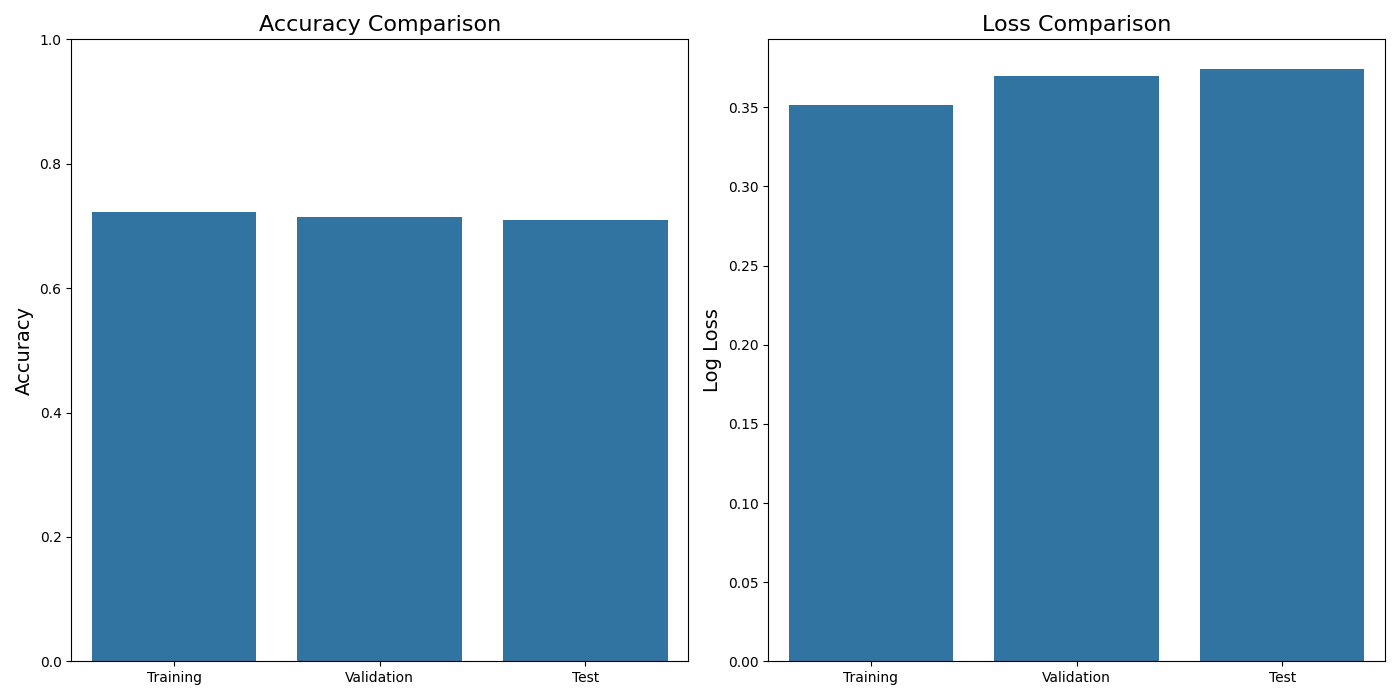 Accuracy Comparison
1.0
0.8
0.6
0.4
0.2
0.0
Accuracy
Training Validation Test
Loss Comparison
0.35
0.30
0.25
0.20
0.15
0.10
0.05
0.00
Log Loss
Training Validation Test